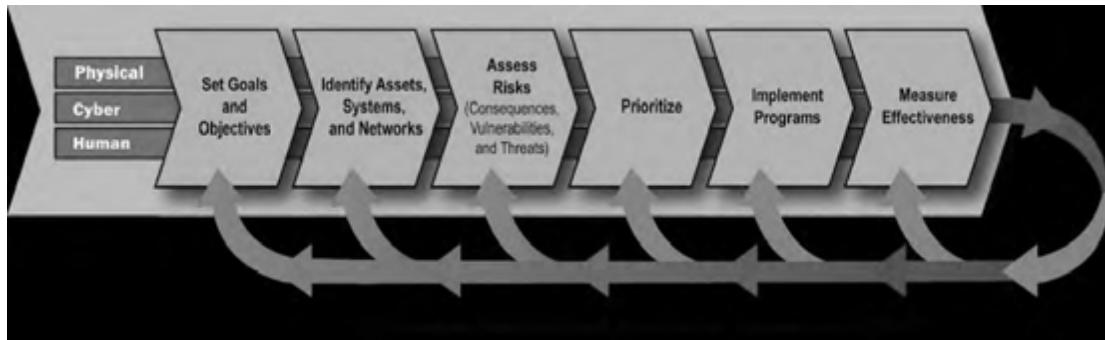 Physical
Cyber
Human
Set Goals
and
Objectives
Identify Assets,
Systems,
and Networks
Assess
Risks
(Consequences,
Vulnerabilities,
and Threats)
Prioritize
Implement
Programs
Measure
Effectiveness